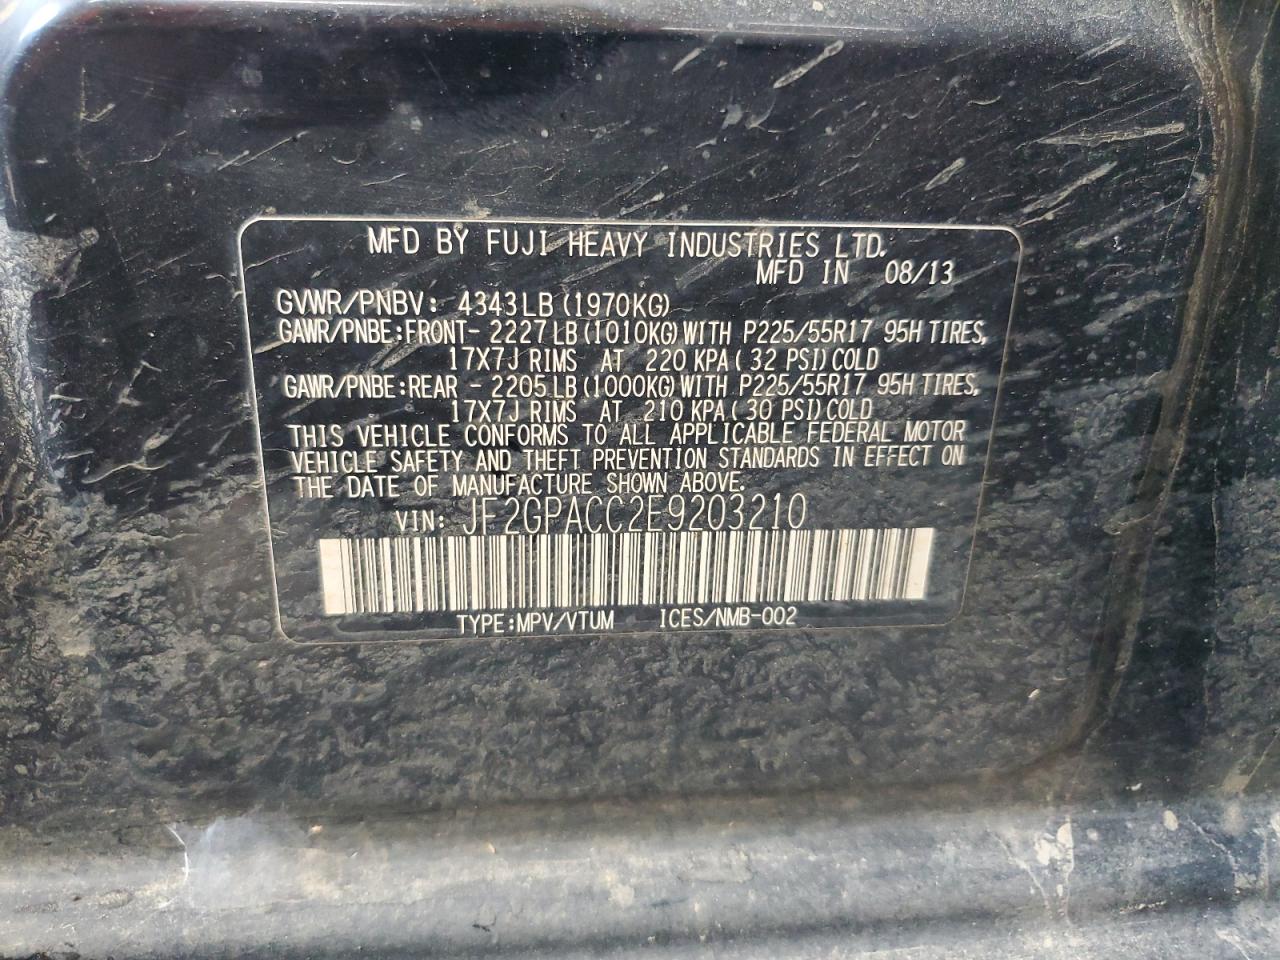 MFD BY FUJI HEAVY INDUSTRIES LTD.
MFD IN 08/13
GVWR/PNBV: 4343LB (1970KG)
GAWR/PNBE:FRONT- 2227LB (1010KG) WITH P225/55R17 95H TIRES,
17X7J RIMS AT 220 KPA ( 32 PSI) COLD
GAWR/PNBE:REAR - 2205LB (1000KG) WITH P225/55R17 95H TIRES,
17X7J RIMS AT 210 KPA ( 30 PSI) COLD
THIS VEHICLE CONFORMS TO ALL APPLICABLE FEDERAL MOTOR
VEHICLE SAFETY AND THEFT PREVENTION STANDARDS IN EFFECT ON
THE DATE OF MANUFACTURE SHOWN ABOVE.
VIN: JF2GPACC2E9203210
TYPE:MPV/VTUM ICES/NMB-002